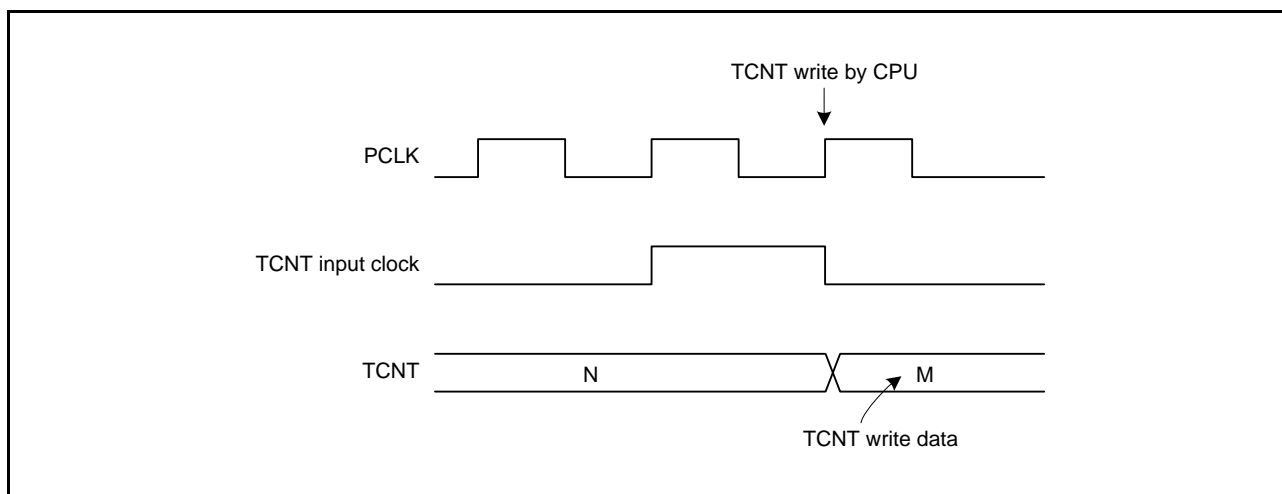 TCNT write by CPU
PCLK
TCNT input clock
TCNT
N
M
TCNT write data